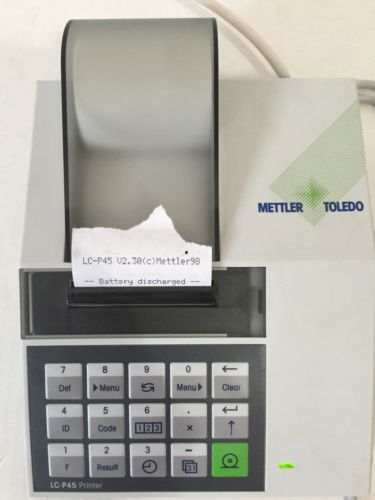 METTLER TOLEDO
LC-P45 V2.30(c)Mettler98
-- Battery discharged --
7 8 9 0 ←
Def ▶Menu Menu▶ Clear
4 5 6 . ↵
ID Code 123 × ↑
1 2 3 −
F Result 31
LC-P45 Printer